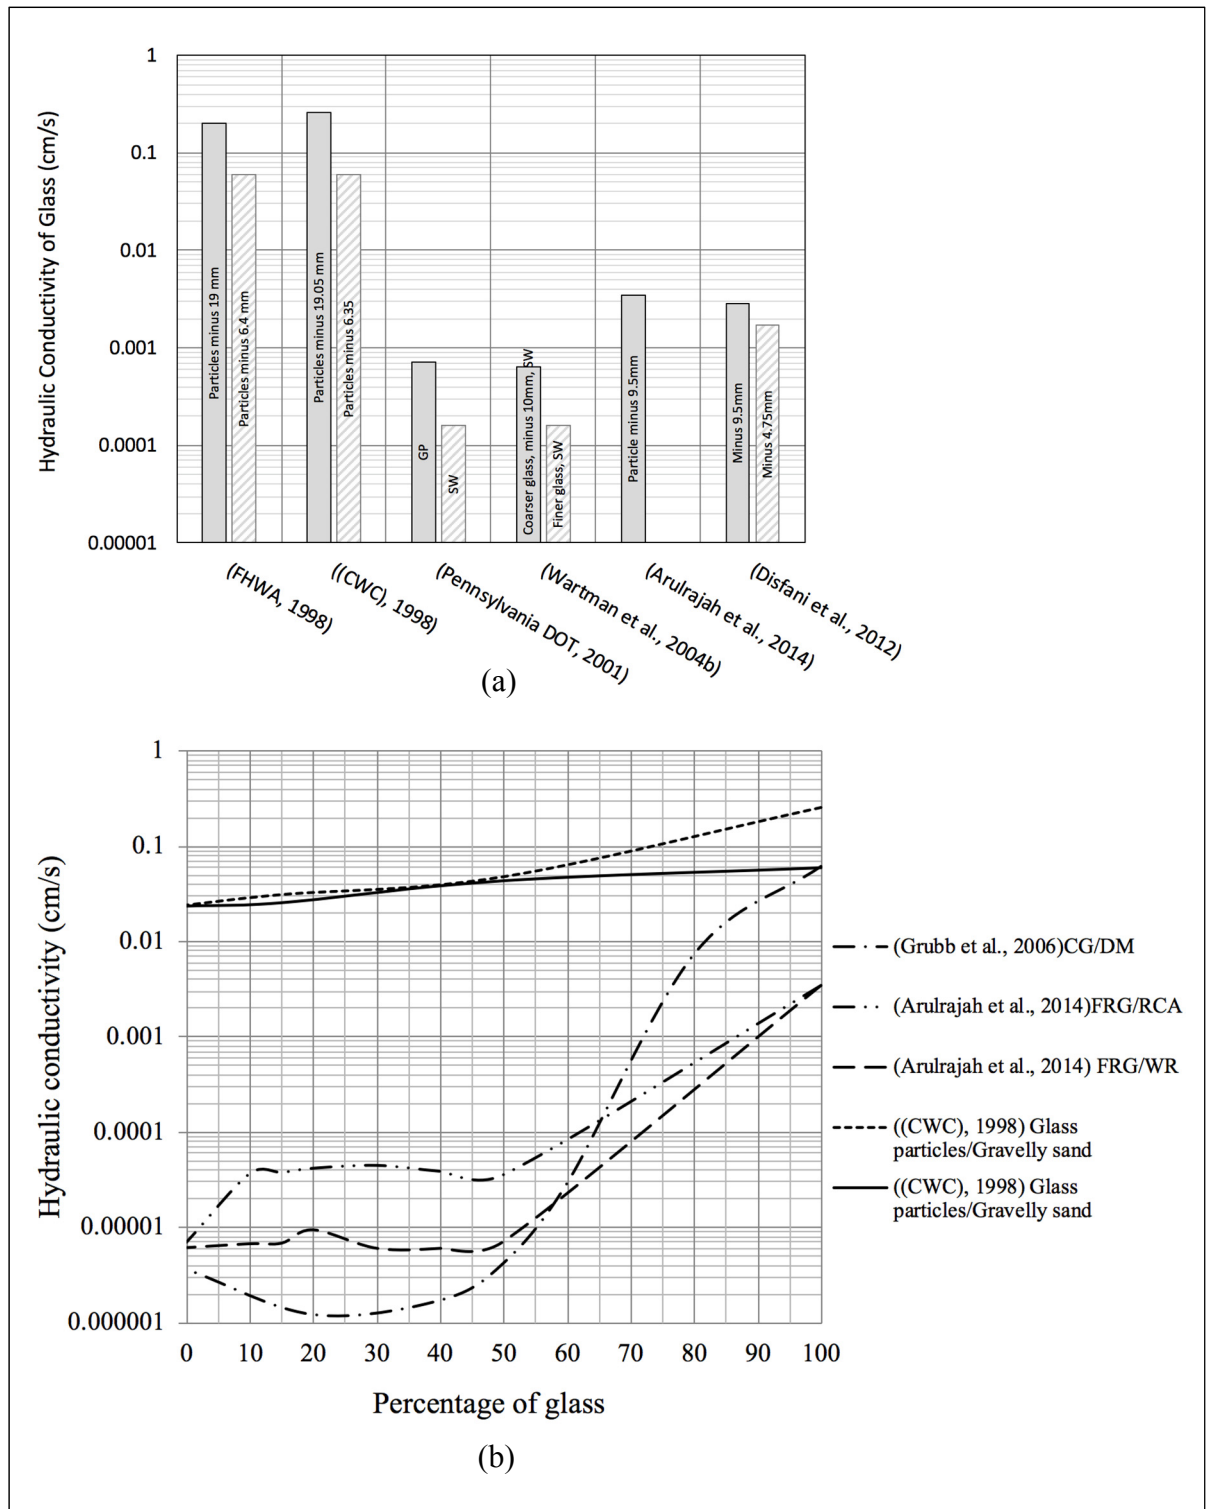 Hydraulic Conductivity of Glass (cm/s)
1
0.1
0.01
0.001
0.0001
0.00001
Particles minus 19 mm
Particles minus 6.4 mm
Particles minus 19.05 mm
Particles minus 6.35
GP
SW
Coarser glass, minus 10mm, SW
Finer glass, SW
Particle minus 9.5mm
Minus 9.5mm
Minus 4.75mm
(FHWA, 1998)
((CWC), 1998)
(Pennsylvania DOT, 2001)
(Wartman et al., 2004b)
(Arulrajah et al., 2014)
(Disfani et al., 2012)
(a)
Hydraulic conductivity (cm/s)
1
0.1
0.01
0.001
0.0001
0.00001
0.000001
0 10 20 30 40 50 60 70 80 90 100
Percentage of glass
(Grubb et al., 2006)CG/DM
(Arulrajah et al., 2014)FRG/RCA
(Arulrajah et al., 2014) FRG/WR
((CWC), 1998) Glass
particles/Gravelly sand
((CWC), 1998) Glass
particles/Gravelly sand
(b)